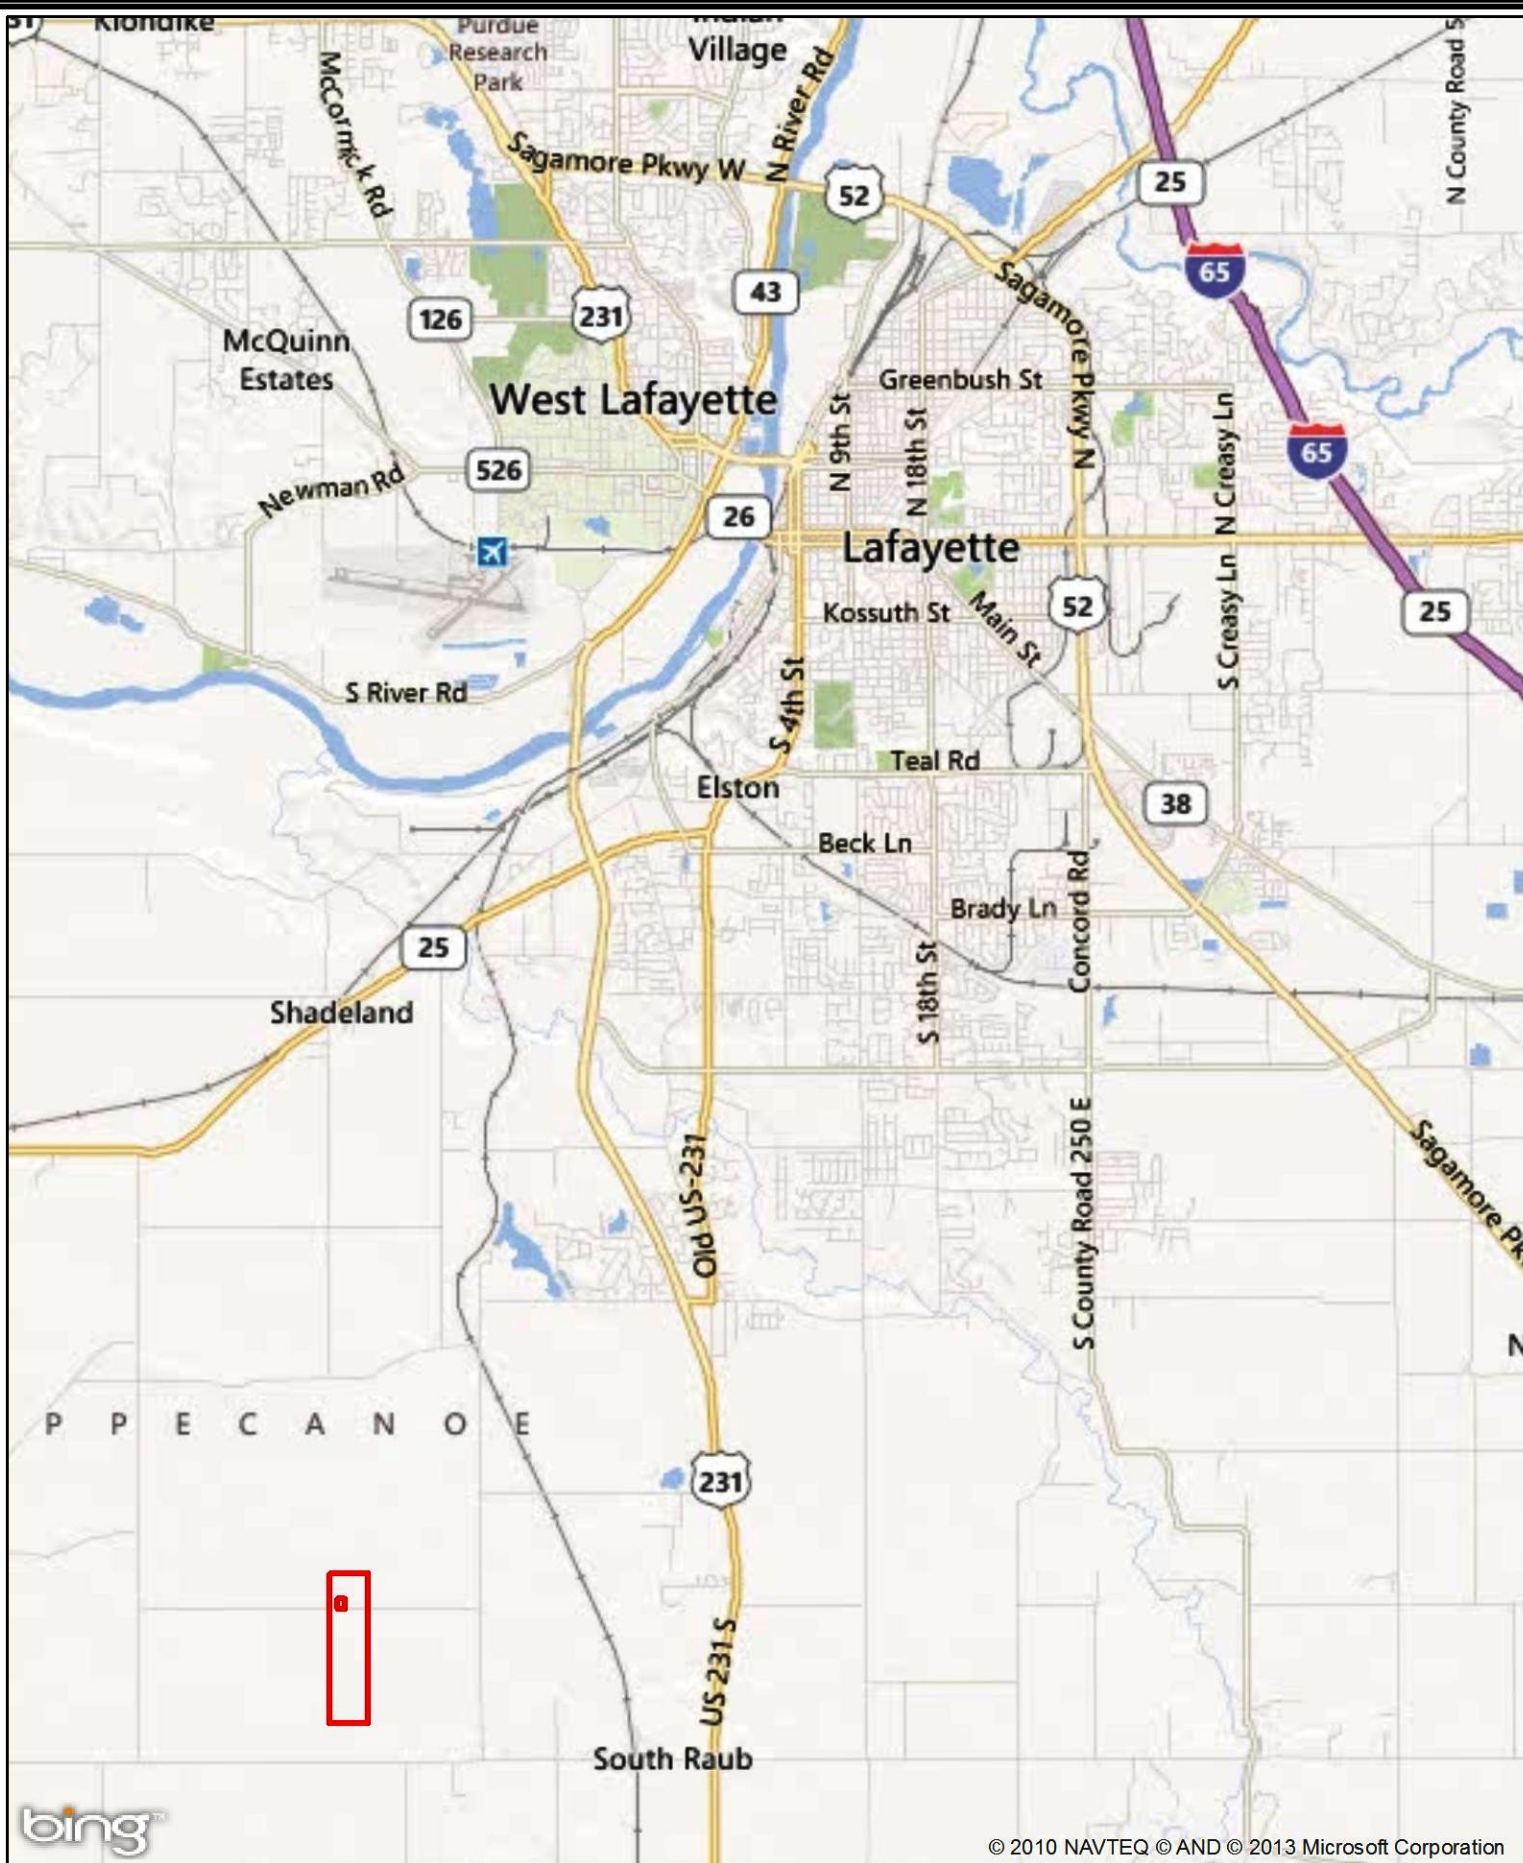 Klondike
Purdue
Research
Park
Village
N River Rd
McCormick Rd
N County Road 5
Sagamore Pkwy W
52
25
65
43
126
231
Sagamore Pkwy N
McQuinn
Estates
West Lafayette
Greenbush St
N 9th St
N 18th St
N Creasy Ln
65
526
Newman Rd
26
Lafayette
52
25
Kossuth St
Main St
S Creasy Ln
S River Rd
S 4th St
Teal Rd
Elston
38
Beck Ln
Concord Rd
Brady Ln
25
S 18th St
Shadeland
Old US-231
S County Road 250 E
Sagamore Pk
N
P P E C A N O E
231
US 231 S
South Raub
bing™
© 2010 NAVTEQ © AND © 2013 Microsoft Corporation